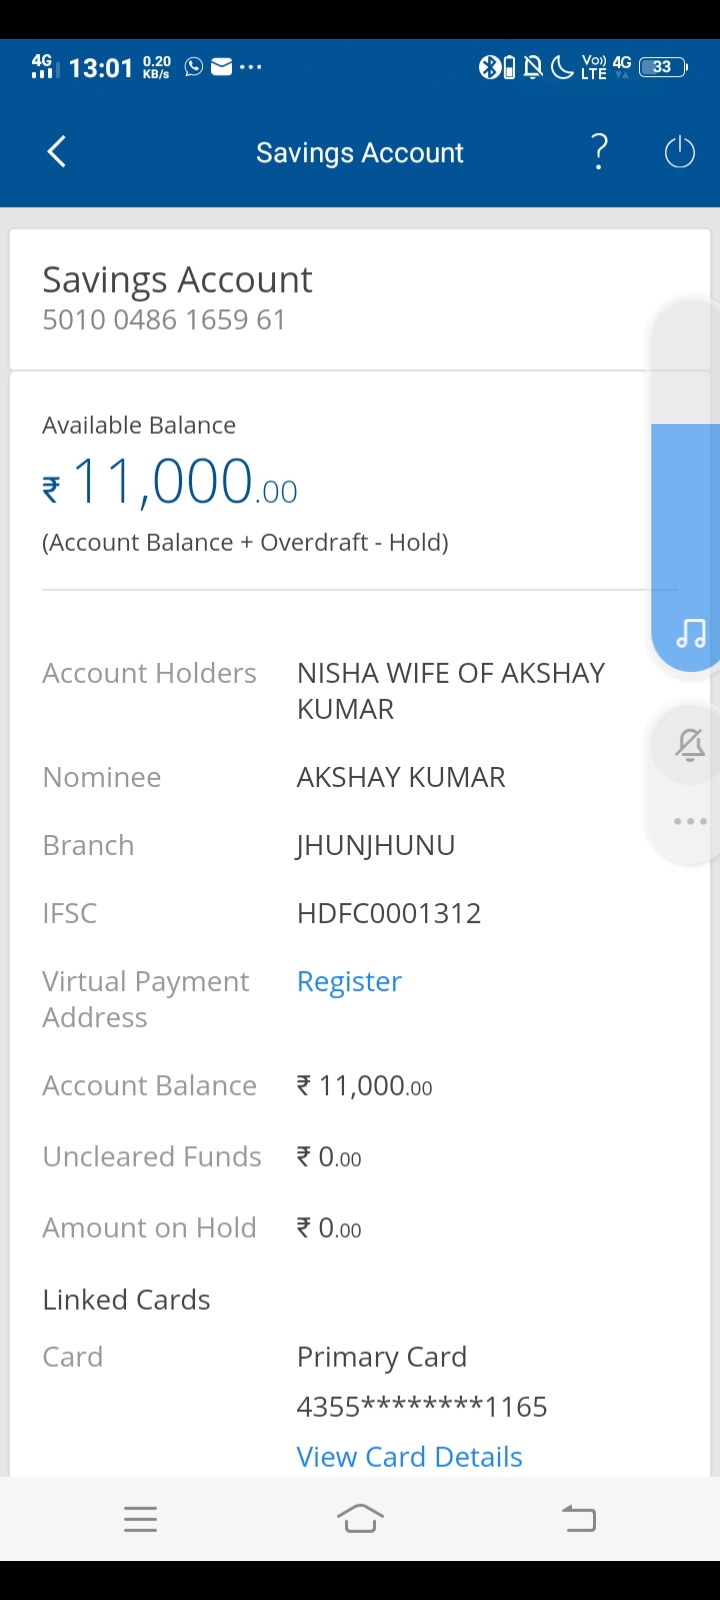 4G 13:01 0.20 KB/s ... Vo)) LTE 4G 33
Savings Account ?
Savings Account
5010 0486 1659 61
Available Balance
₹ 11,000.00
(Account Balance + Overdraft - Hold)
Account Holders NISHA WIFE OF AKSHAY
KUMAR
Nominee AKSHAY KUMAR
Branch JHUNJHUNU
IFSC HDFC0001312
Virtual Payment Register
Address
Account Balance ₹ 11,000.00
Uncleared Funds ₹ 0.00
Amount on Hold ₹ 0.00
Linked Cards
Card Primary Card
4355********1165
View Card Details